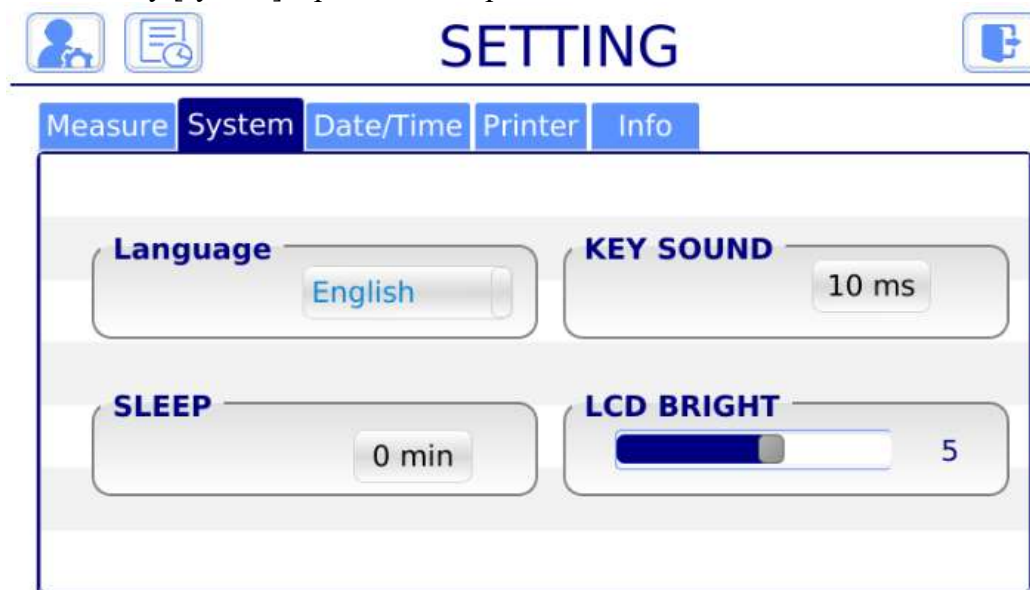 SETTING
Measure System Date/Time Printer Info
Language
English
KEY SOUND
10 ms
SLEEP
0 min
LCD BRIGHT
5